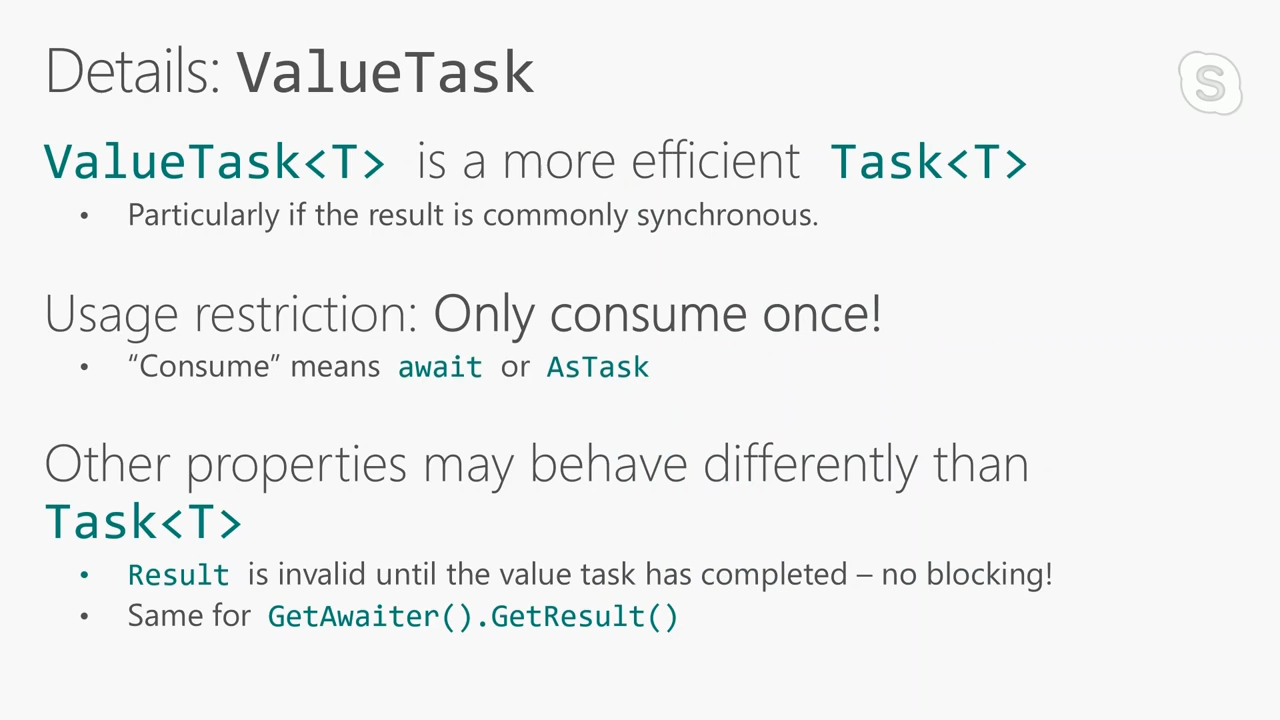 Details: ValueTask
S
ValueTask<T> is a more efficient Task<T>
• Particularly if the result is commonly synchronous.
Usage restriction: Only consume once!
• “Consume” means await or AsTask
Other properties may behave differently than
Task<T>
• Result is invalid until the value task has completed – no blocking!
• Same for GetAwaiter().GetResult()